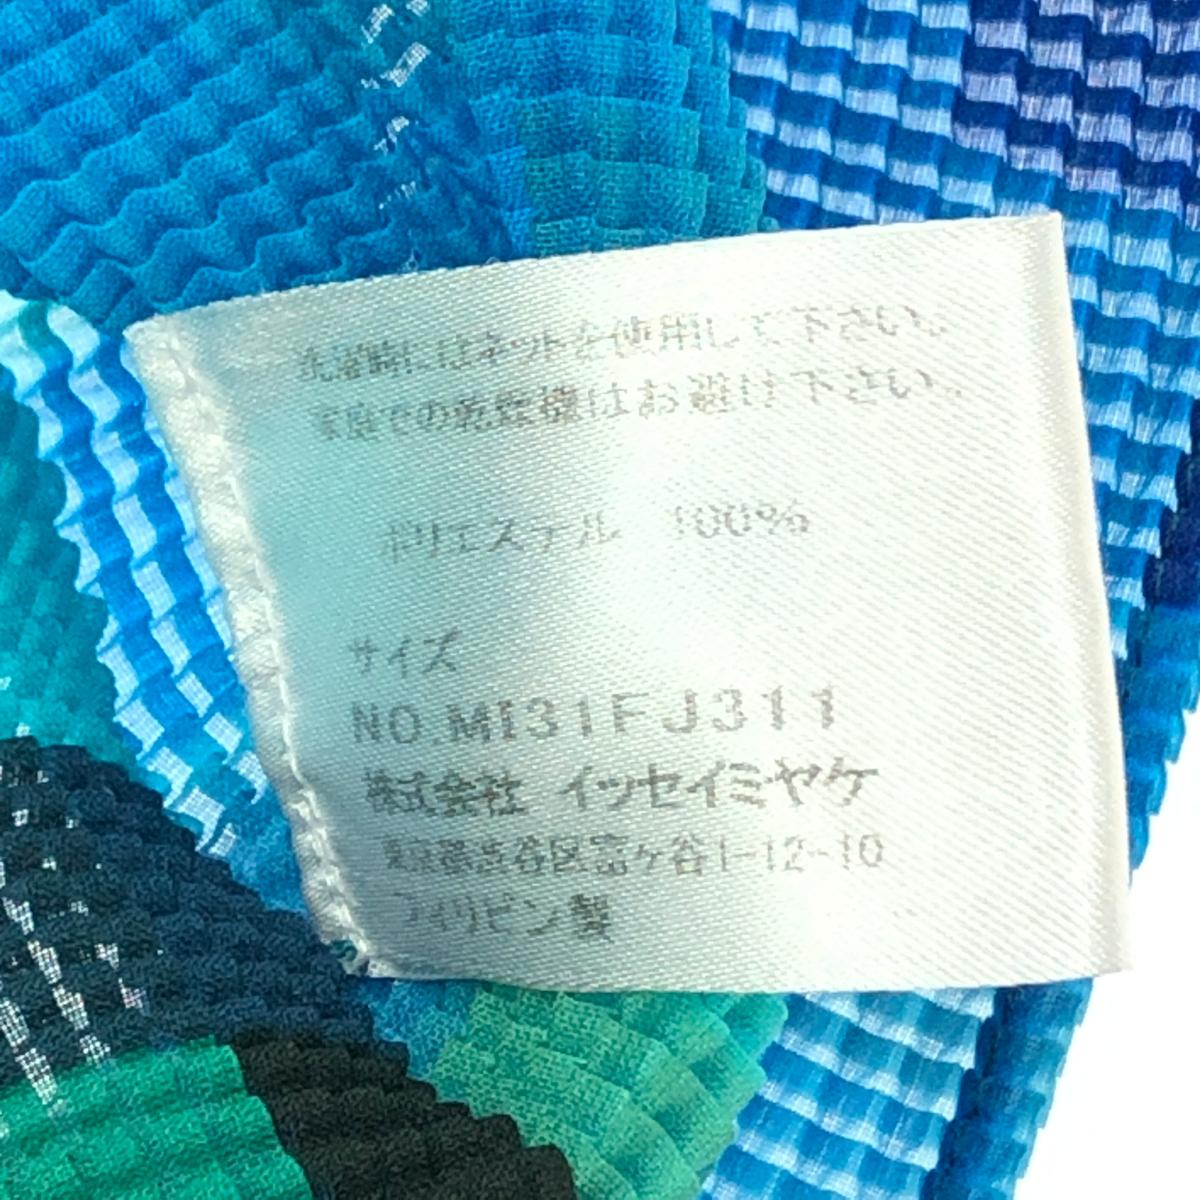 洗濯時にはネットを使用して下さい。
家庭での乾燥機はお避け下さい。
ポリエステル 100%
サイズ
NO.MI31FJ311
株式会社 イッセイミヤケ
東京都渋谷区富ケ谷1-12-10
フィリピン製